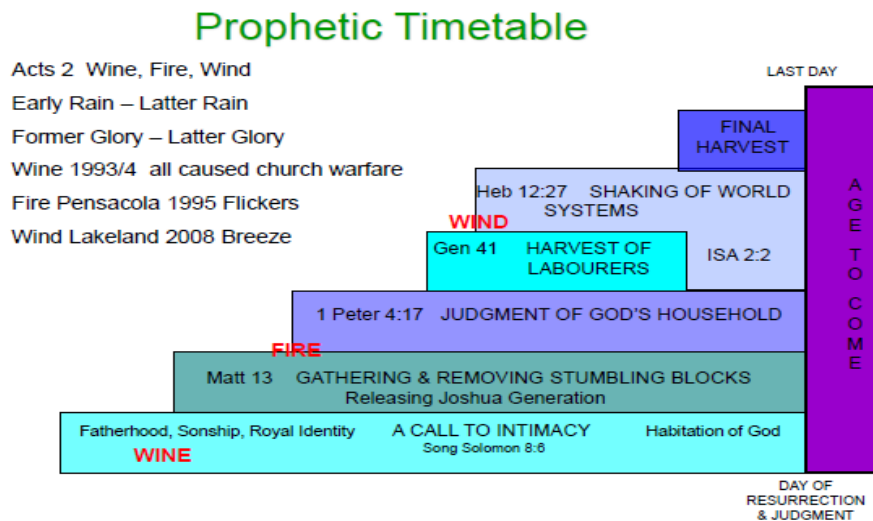 Prophetic Timetable
Acts 2 Wine, Fire, Wind
Early Rain – Latter Rain
Former Glory – Latter Glory
Wine 1993/4 all caused church warfare
Fire Pensacola 1995 Flickers
Wind Lakeland 2008 Breeze
LAST DAY
FINAL
HARVEST
Heb 12:27 SHAKING OF WORLD
SYSTEMS
WIND
Gen 41 HARVEST OF
LABOURERS
ISA 2:2
1 Peter 4:17 JUDGMENT OF GOD'S HOUSEHOLD
FIRE
Matt 13 GATHERING & REMOVING STUMBLING BLOCKS
Releasing Joshua Generation
Fatherhood, Sonship, Royal Identity A CALL TO INTIMACY Habitation of God
Song Solomon 8:6
WINE
AGE TO COME
DAY OF
RESURRECTION
& JUDGMENT